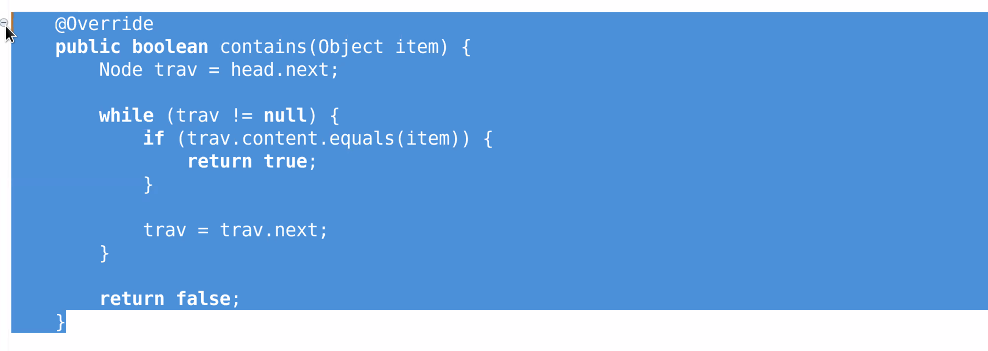 @Override
public boolean contains(Object item) {
Node trav = head.next;
while (trav != null) {
if (trav.content.equals(item)) {
return true;
}
trav = trav.next;
}
return false;
}